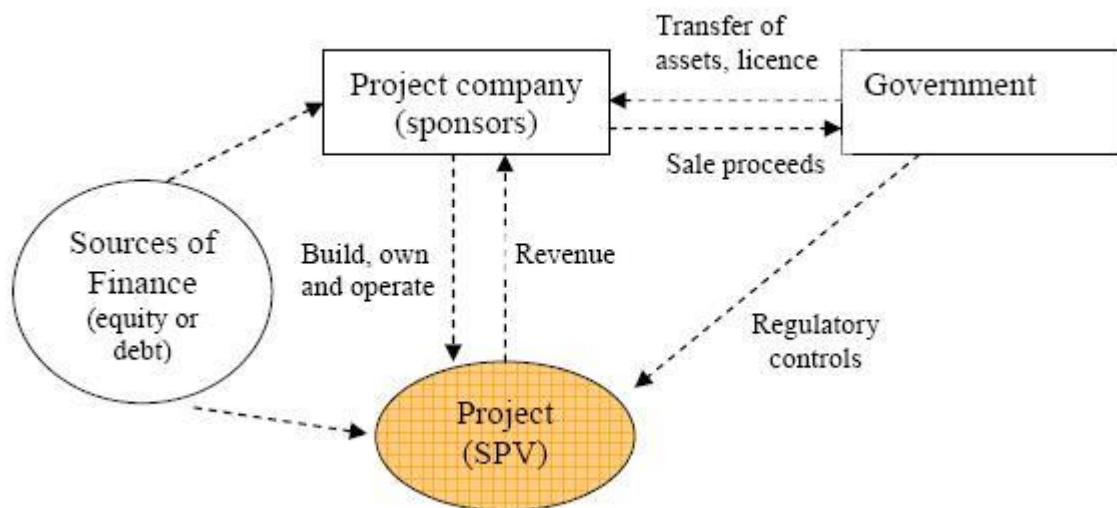 Transfer of
assets, licence
Project company
(sponsors)
Government
Sale proceeds
Sources of
Finance
(equity or
debt)
Build, own
and operate
Revenue
Regulatory
controls
Project
(SPV)